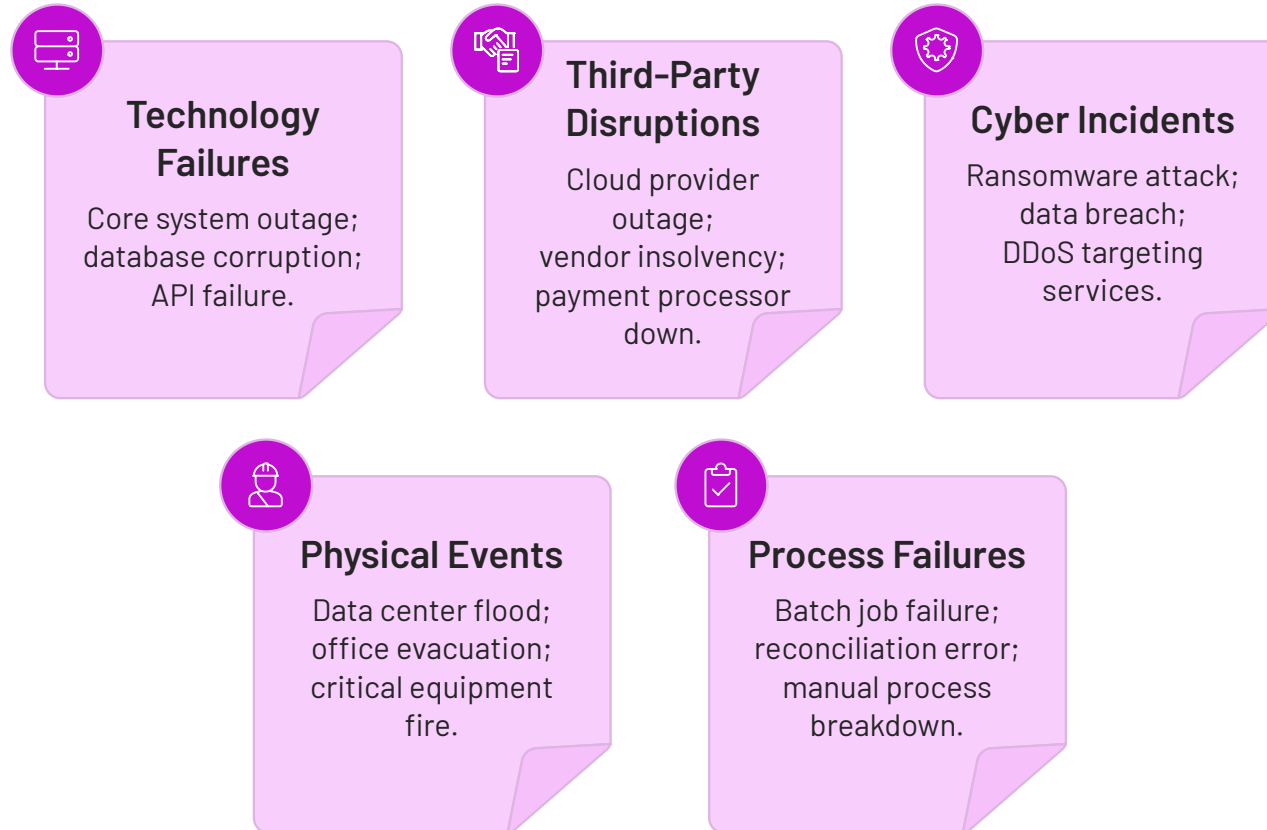 Technology
Failures
Core system outage;
database corruption;
API failure.
Third-Party
Disruptions
Cloud provider
outage;
vendor insolvency;
payment processor
down.
Cyber Incidents
Ransomware attack;
data breach;
DDoS targeting
services.
Physical Events
Data center flood;
office evacuation;
critical equipment
fire.
Process Failures
Batch job failure;
reconciliation error;
manual process
breakdown.